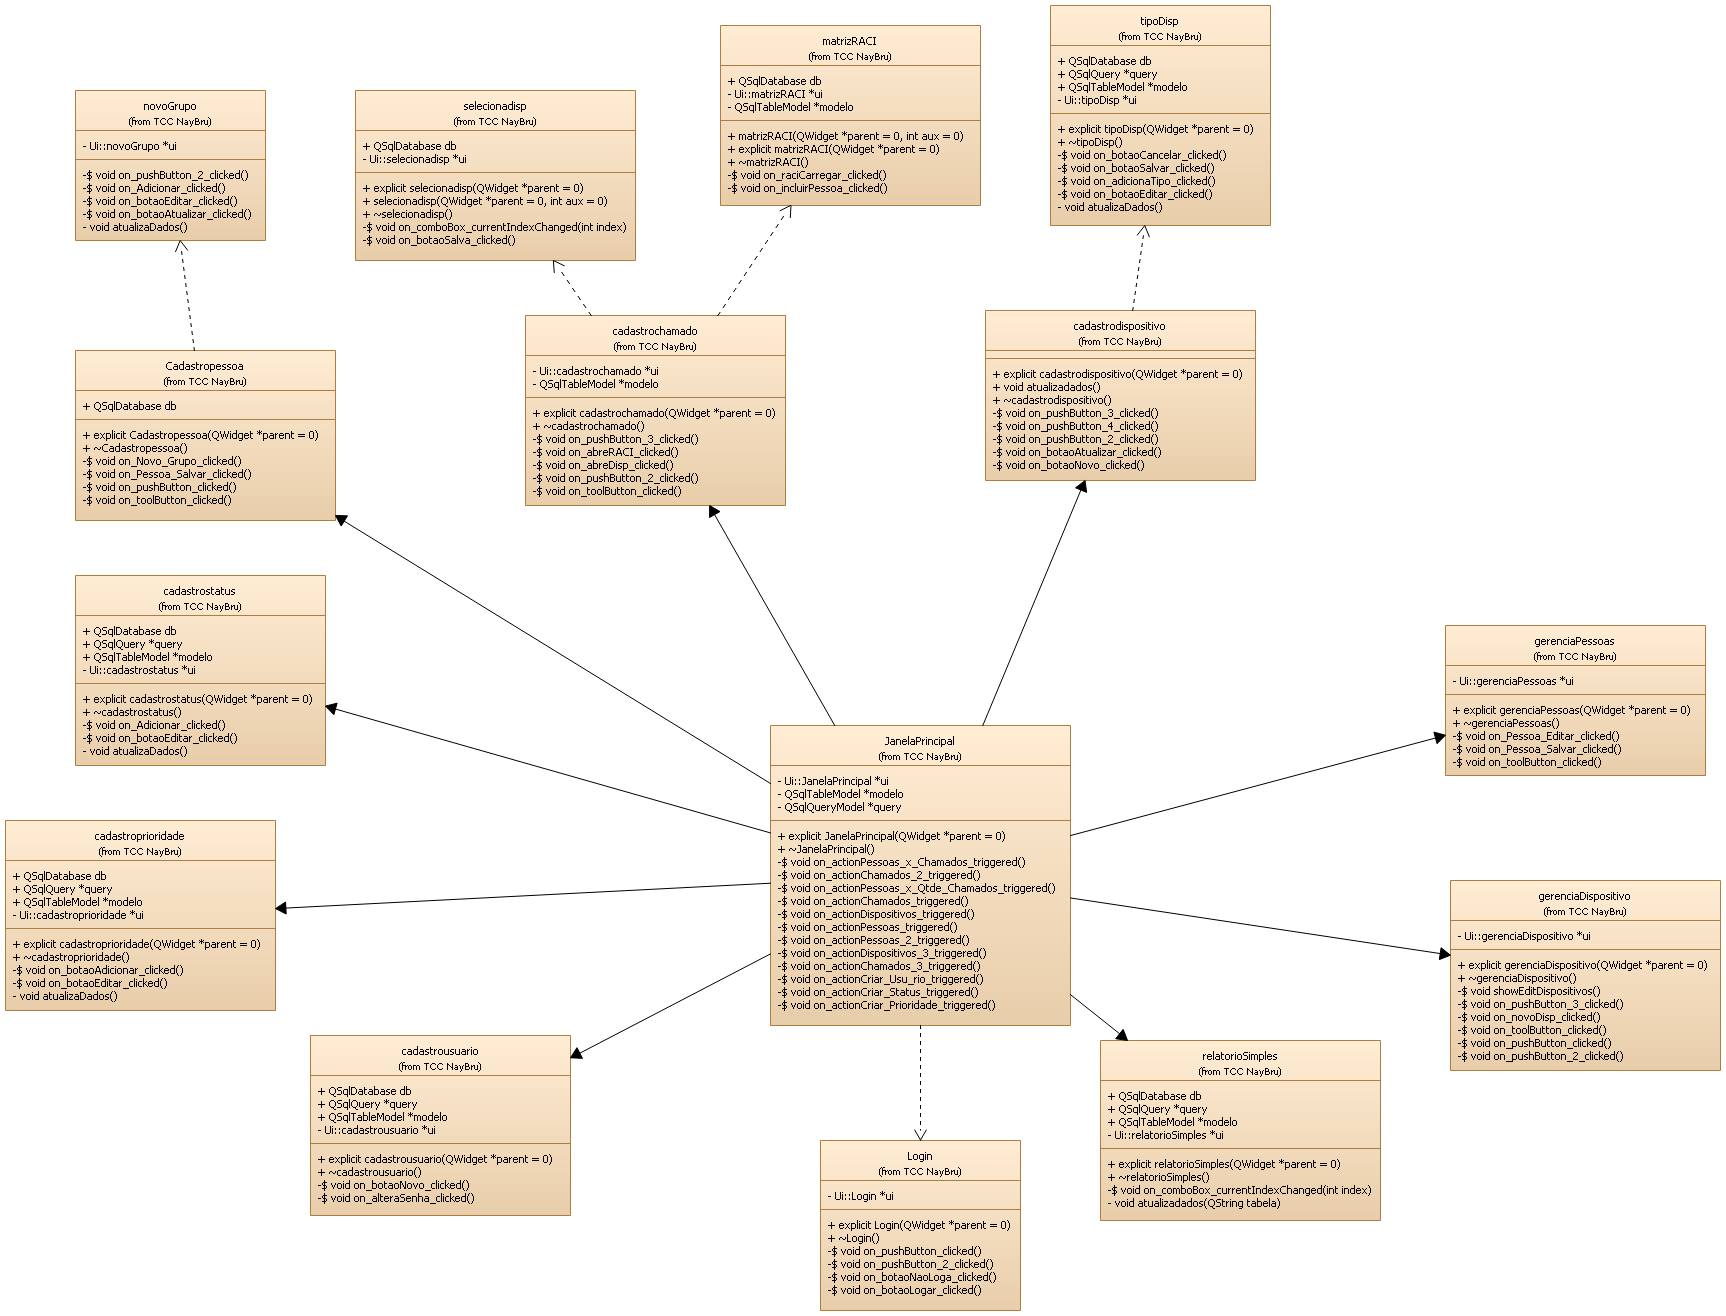 tipoDisp
(from TCC NayBru)
+ QSqlDatabase db
+ QSqlQuery *query
+ QSqlTableModel *modelo
- Ui::tipoDisp *ui
+ explicit tipoDisp(QWidget *parent = 0)
+ ~tipoDisp()
-$ void on_botaoCancelar_clicked()
-$ void on_botaoSalvar_clicked()
-$ void on_adicionaTipo_clicked()
-$ void on_botaoEditar_clicked()
- void atualizaDados()
matrizRACI
(from TCC NayBru)
+ QSqlDatabase db
- Ui::matrizRACI *ui
- QSqlTableModel *modelo
+ matrizRACI(QWidget *parent = 0, int aux = 0)
+ explicit matrizRACI(QWidget *parent = 0)
+ ~matrizRACI()
-$ void on_raciCarregar_clicked()
-$ void on_incluirPessoa_clicked()
novoGrupo
(from TCC NayBru)
- Ui::novoGrupo *ui
-$ void on_pushButton_2_clicked()
-$ void on_Adicionar_clicked()
-$ void on_botaoEditar_clicked()
-$ void on_botaoAtualizar_clicked()
- void atualizaDados()
selecionadisp
(from TCC NayBru)
+ QSqlDatabase db
- Ui::selecionadisp *ui
+ explicit selecionadisp(QWidget *parent = 0)
+ selecionadisp(QWidget *parent = 0, int aux = 0)
+ ~selecionadisp()
-$ void on_comboBox_currentIndexChanged(int index)
-$ void on_botaoSalva_clicked()
Cadastropessoa
(from TCC NayBru)
+ QSqlDatabase db
+ explicit Cadastropessoa(QWidget *parent = 0)
+ ~Cadastropessoa()
-$ void on_Novo_Grupo_clicked()
-$ void on_Pessoa_Salvar_clicked()
-$ void on_pushButton_clicked()
-$ void on_toolButton_clicked()
cadastrochamado
(from TCC NayBru)
- Ui::cadastrochamado *ui
- QSqlTableModel *modelo
+ explicit cadastrochamado(QWidget *parent = 0)
+ ~cadastrochamado()
-$ void on_pushButton_3_clicked()
-$ void on_abreRACI_clicked()
-$ void on_abreDisp_clicked()
-$ void on_pushButton_2_clicked()
-$ void on_toolButton_clicked()
cadastrodispositivo
(from TCC NayBru)
+ explicit cadastrodispositivo(QWidget *parent = 0)
+ void atualizadados()
+ ~cadastrodispositivo()
-$ void on_pushButton_3_clicked()
-$ void on_pushButton_4_clicked()
-$ void on_pushButton_2_clicked()
-$ void on_botaoAtualizar_clicked()
-$ void on_botaoNovo_clicked()
cadastrostatus
(from TCC NayBru)
+ QSqlDatabase db
+ QSqlQuery *query
+ QSqlTableModel *modelo
- Ui::cadastrostatus *ui
+ explicit cadastrostatus(QWidget *parent = 0)
+ ~cadastrostatus()
-$ void on_Adicionar_clicked()
-$ void on_botaoEditar_clicked()
- void atualizaDados()
gerenciaPessoas
(from TCC NayBru)
- Ui::gerenciaPessoas *ui
+ explicit gerenciaPessoas(QWidget *parent = 0)
+ ~gerenciaPessoas()
-$ void on_Pessoa_Editar_clicked()
-$ void on_Pessoa_Salvar_clicked()
-$ void on_toolButton_clicked()
JanelaPrincipal
(from TCC NayBru)
- Ui::JanelaPrincipal *ui
- QSqlTableModel *modelo
- QSqlQueryModel *query
+ explicit JanelaPrincipal(QWidget *parent = 0)
+ ~JanelaPrincipal()
-$ void on_actionPessoas_x_Chamados_triggered()
-$ void on_actionChamados_2_triggered()
-$ void on_actionPessoas_x_Qtde_Chamados_triggered()
-$ void on_actionChamados_triggered()
-$ void on_actionDispositivos_triggered()
-$ void on_actionPessoas_triggered()
-$ void on_actionPessoas_2_triggered()
-$ void on_actionDispositivos_3_triggered()
-$ void on_actionChamados_3_triggered()
-$ void on_actionCriar_Usu_rio_triggered()
-$ void on_actionCriar_Status_triggered()
-$ void on_actionCriar_Prioridade_triggered()
cadastroprioridade
(from TCC NayBru)
+ QSqlDatabase db
+ QSqlQuery *query
+ QSqlTableModel *modelo
- Ui::cadastroprioridade *ui
+ explicit cadastroprioridade(QWidget *parent = 0)
+ ~cadastroprioridade()
-$ void on_botaoAdicionar_clicked()
-$ void on_botaoEditar_clicked()
- void atualizaDados()
gerenciaDispositivo
(from TCC NayBru)
- Ui::gerenciaDispositivo *ui
+ explicit gerenciaDispositivo(QWidget *parent = 0)
+ ~gerenciaDispositivo()
-$ void showEditDispositivos()
-$ void on_pushButton_3_clicked()
-$ void on_novoDisp_clicked()
-$ void on_toolButton_clicked()
-$ void on_pushButton_clicked()
-$ void on_pushButton_2_clicked()
cadastrousuario
(from TCC NayBru)
+ QSqlDatabase db
+ QSqlQuery *query
+ QSqlTableModel *modelo
- Ui::cadastrousuario *ui
+ explicit cadastrousuario(QWidget *parent = 0)
+ ~cadastrousuario()
-$ void on_botaoNovo_clicked()
-$ void on_alteraSenha_clicked()
relatorioSimples
(from TCC NayBru)
+ QSqlDatabase db
+ QSqlQuery *query
+ QSqlTableModel *modelo
- Ui::relatorioSimples *ui
+ explicit relatorioSimples(QWidget *parent = 0)
+ ~relatorioSimples()
-$ void on_comboBox_currentIndexChanged(int index)
- void atualizadados(QString tabela)
Login
(from TCC NayBru)
- Ui::Login *ui
+ explicit Login(QWidget *parent = 0)
+ ~Login()
-$ void on_pushButton_clicked()
-$ void on_pushButton_2_clicked()
-$ void on_botaoNaoLoga_clicked()
-$ void on_botaoLogar_clicked()